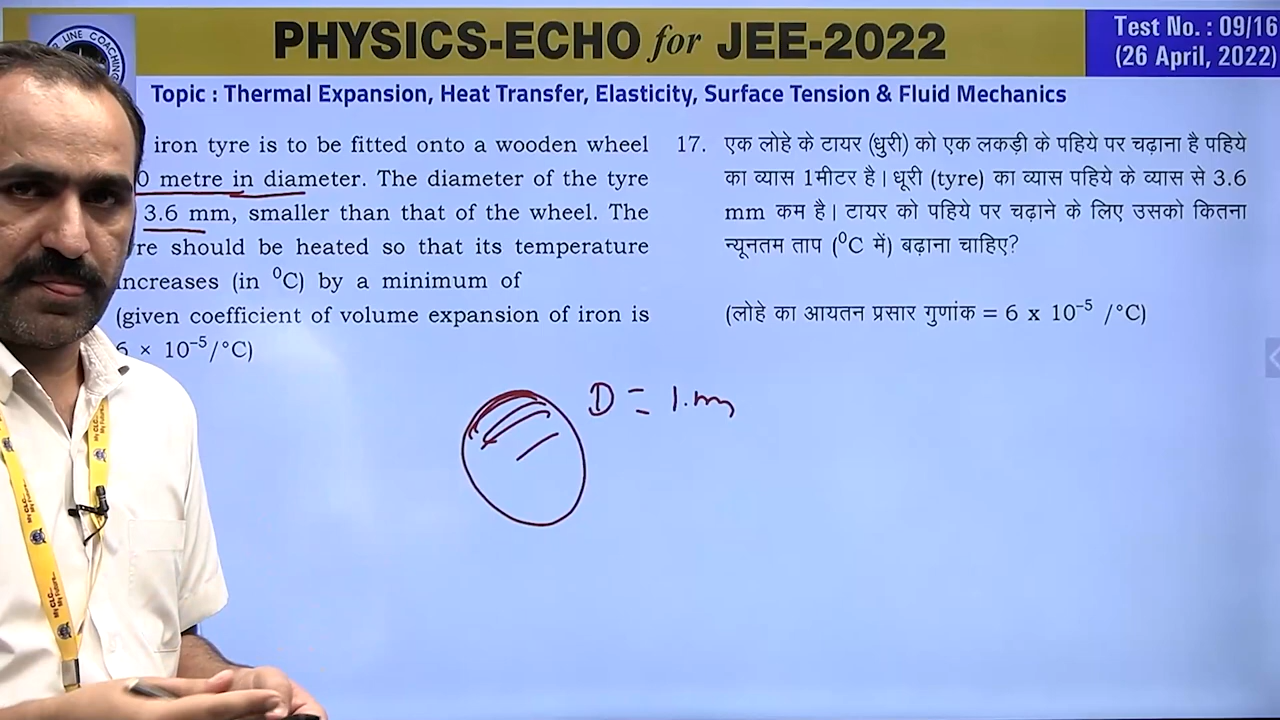 LINE COACHING
PHYSICS-ECHO for JEE-2022
Test No. : 09/16
(26 April, 2022)
Topic : Thermal Expansion, Heat Transfer, Elasticity, Surface Tension & Fluid Mechanics
iron tyre is to be fitted onto a wooden wheel
0 metre in diameter. The diameter of the tyre
3.6 mm, smaller than that of the wheel. The
yre should be heated so that its temperature
increases (in ⁰C) by a minimum of
(given coefficient of volume expansion of iron is
6 × 10⁻⁵/°C)
17. एक लोहे के टायर (धुरी) को एक लकड़ी के पहिये पर चढ़ाना है पहिये
का व्यास 1मीटर है। धूरी (tyre) का व्यास पहिये के व्यास से 3.6
mm कम है। टायर को पहिये पर चढ़ाने के लिए उसको कितना
न्यूनतम ताप (⁰C में) बढ़ाना चाहिए?
(लोहे का आयतन प्रसार गुणांक = 6 x 10⁻⁵ /°C)
D = 1.m